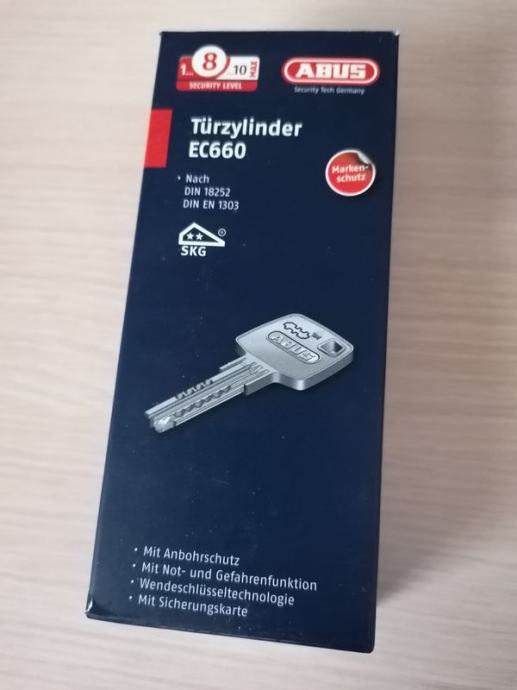 1... 8 ...10 MAX
SECURITY LEVEL
ABUS
Security Tech Germany
Türzylinder
EC660
Marken-
schutz
• Nach
DIN 18252
DIN EN 1303
®
SKG
ABUS
• Mit Anbohrschutz
• Mit Not- und Gefahrenfunktion
• Wendeschlüsseltechnologie
• Mit Sicherungskarte